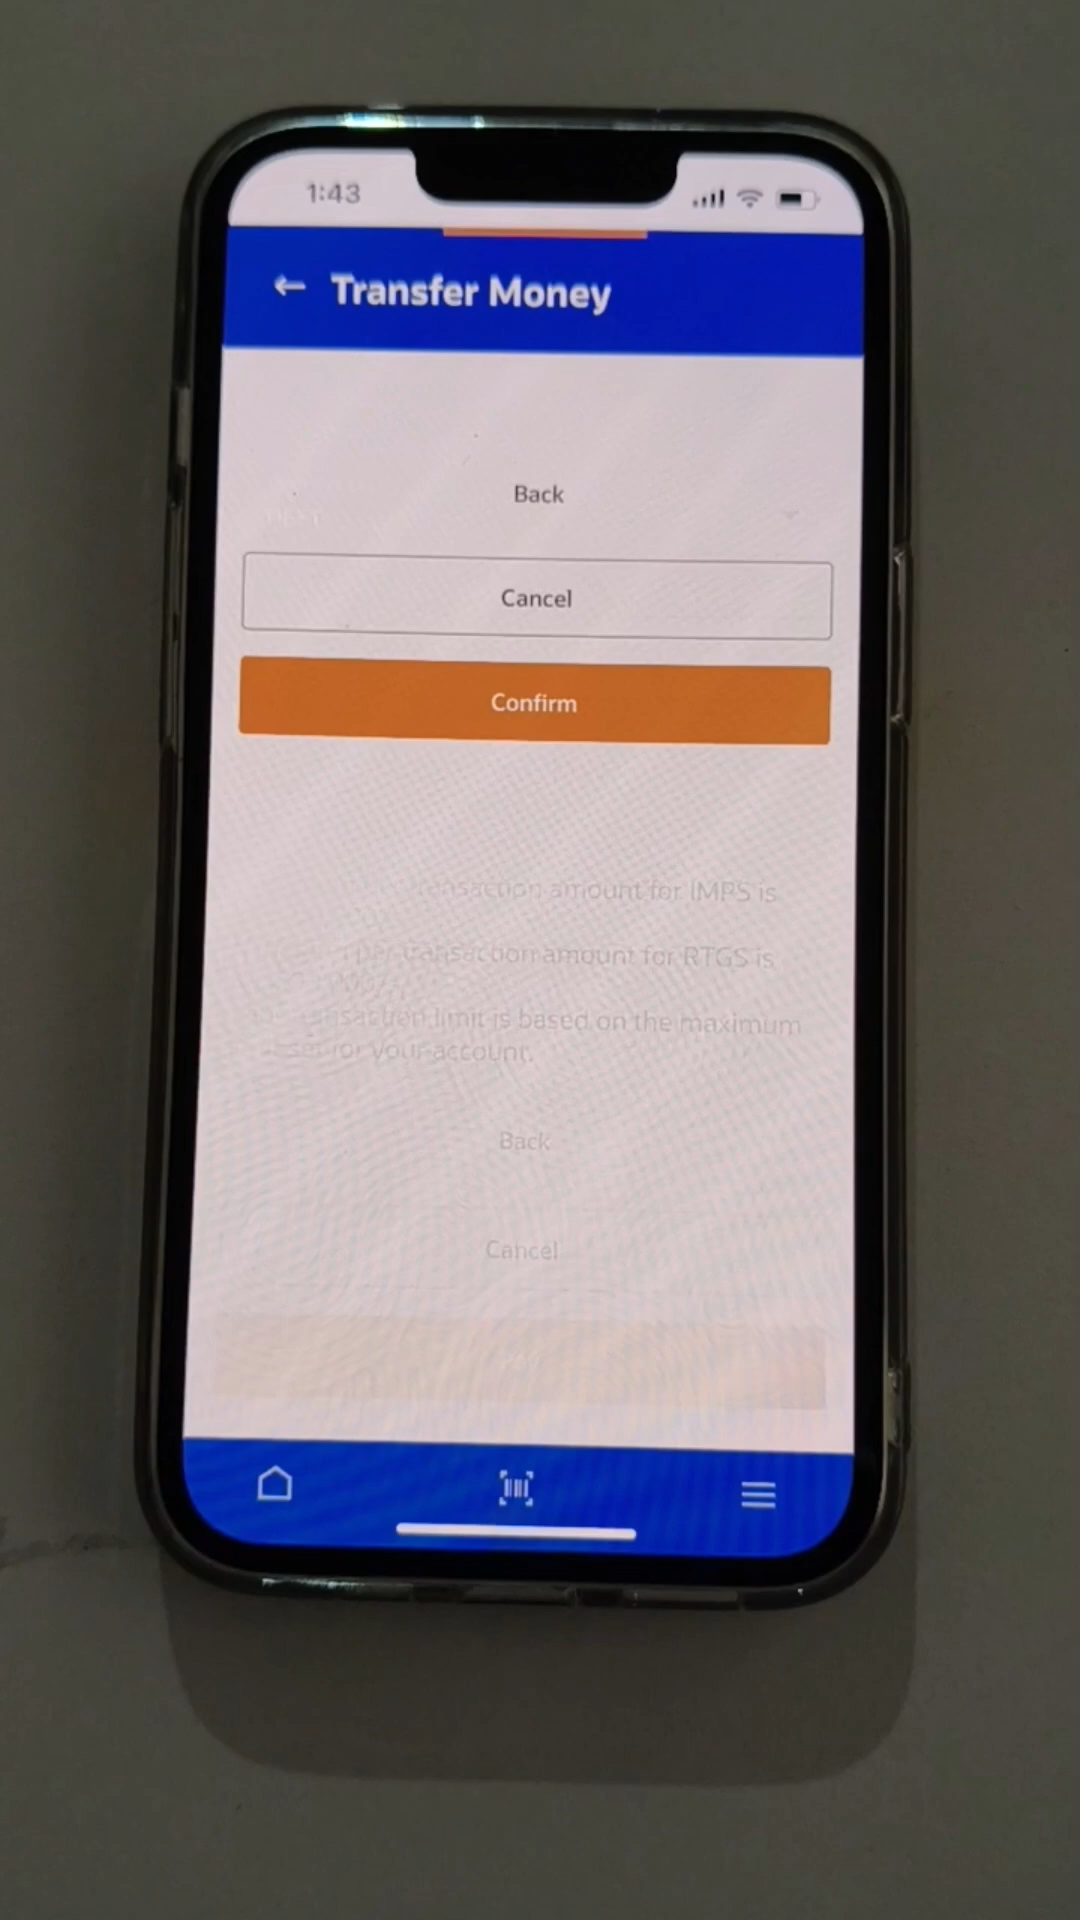 1:43
Transfer Money
Back
Cancel
Confirm
transaction amount for IMPS is
per transaction amount for RTGS is
limit is based on the maximum
for your account.
Back
Cancel